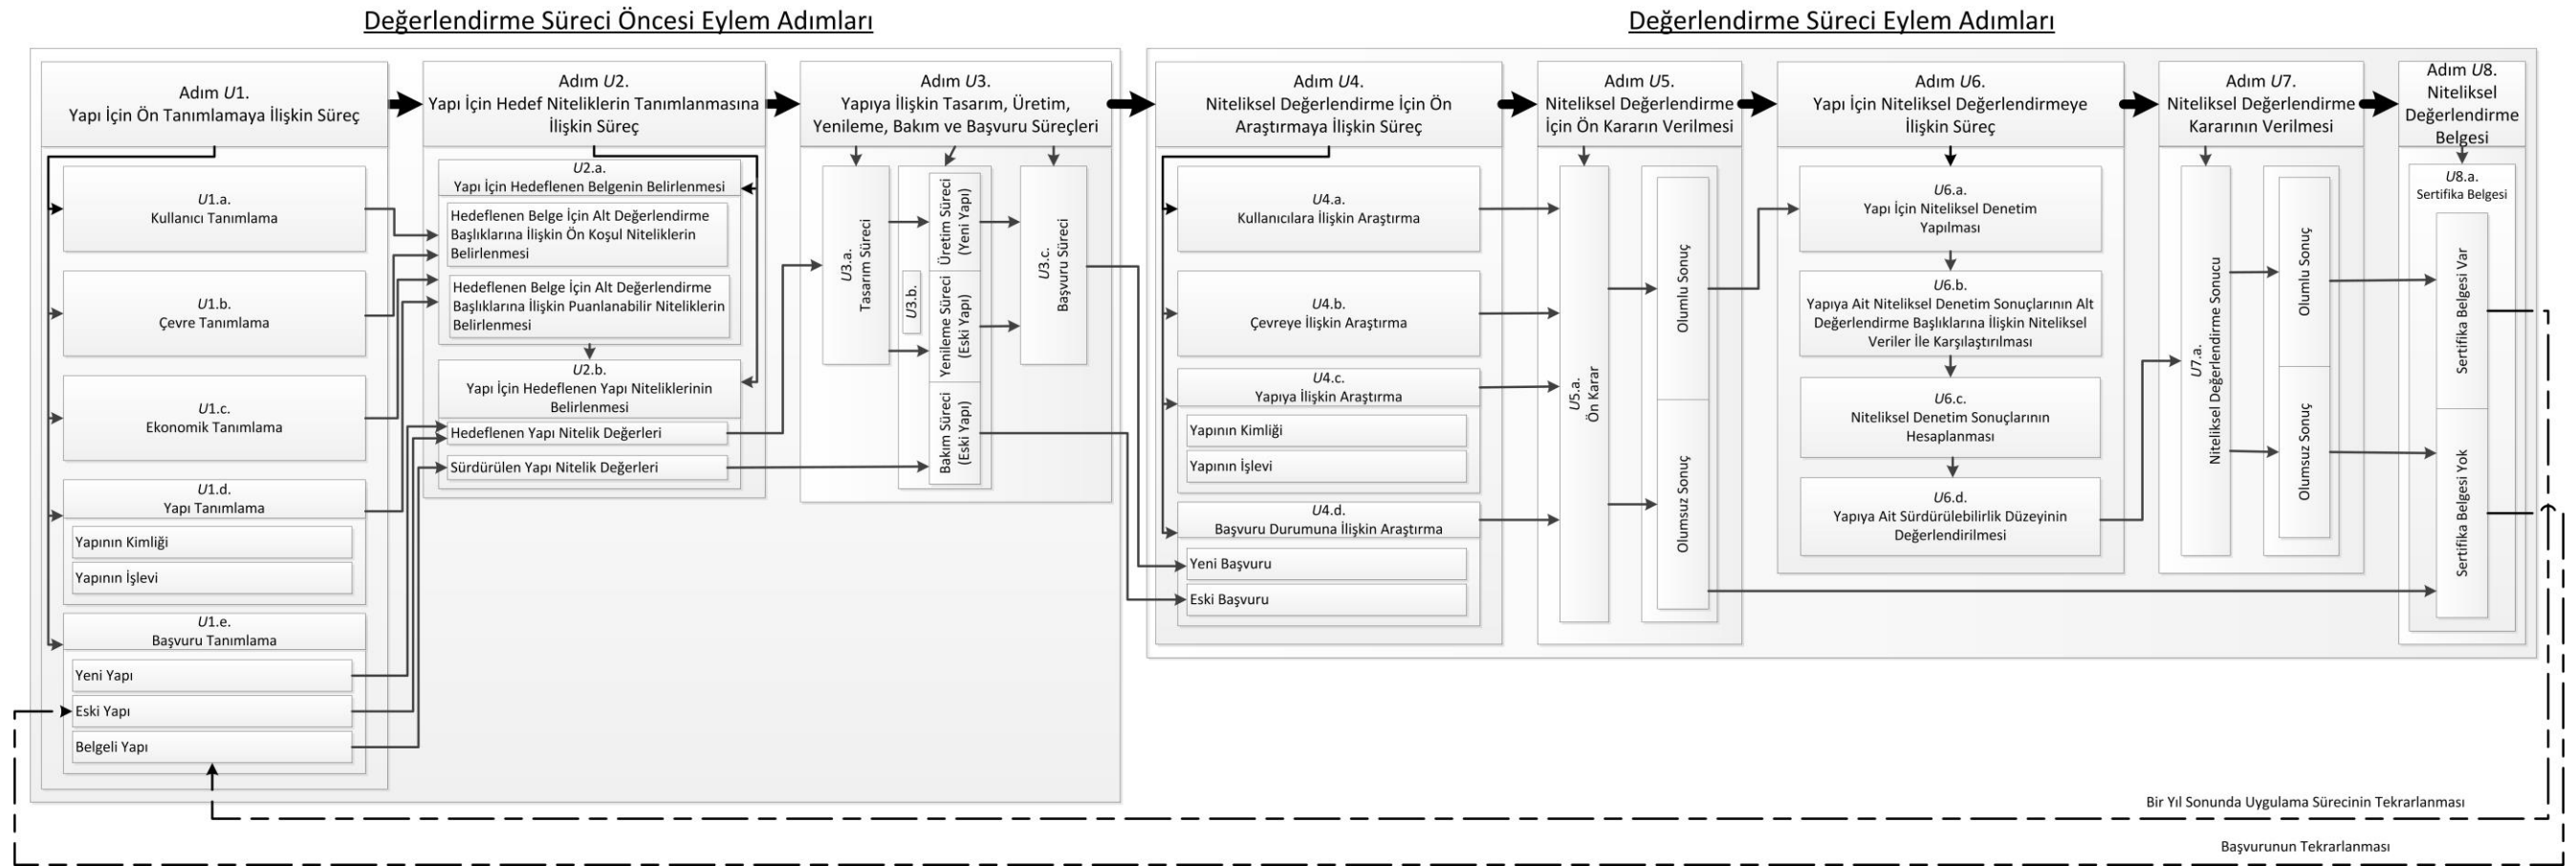 Değerlendirme Süreci Öncesi Eylem Adımları
Değerlendirme Süreci Eylem Adımları
Adım U1.
Yapı İçin Ön Tanımlamaya İlişkin Süreç
U1.a.
Kullanıcı Tanımlama
U1.b.
Çevre Tanımlama
U1.c.
Ekonomik Tanımlama
U1.d.
Yapı Tanımlama
Yapının Kimliği
Yapının İşlevi
U1.e.
Başvuru Tanımlama
Yeni Yapı
Eski Yapı
Belgeli Yapı
Adım U2.
Yapı İçin Hedef Niteliklerin Tanımlanmasına
İlişkin Süreç
U2.a.
Yapı İçin Hedeflenen Belgenin Belirlenmesi
Hedeflenen Belge İçin Alt Değerlendirme
Başlıklarına İlişkin Ön Koşul Niteliklerin
Belirlenmesi
Hedeflenen Belge İçin Alt Değerlendirme
Başlıklarına İlişkin Puanlanabilir Niteliklerin
Belirlenmesi
U2.b.
Yapı İçin Hedeflenen Yapı Niteliklerinin
Belirlenmesi
Hedeflenen Yapı Nitelik Değerleri
Sürdürülen Yapı Nitelik Değerleri
Adım U3.
Yapıya İlişkin Tasarım, Üretim,
Yenileme, Bakım ve Başvuru Süreçleri
U3.a.
Tasarım Süreci
U3.b.
Üretim Süreci
(Yeni Yapı)
Yenileme Süreci
(Eski Yapı)
Bakım Süreci
(Eski Yapı)
U3.c.
Başvuru Süreci
Adım U4.
Niteliksel Değerlendirme İçin Ön
Araştırmaya İlişkin Süreç
U4.a.
Kullanıcılara İlişkin Araştırma
U4.b.
Çevreye İlişkin Araştırma
U4.c.
Yapıya İlişkin Araştırma
Yapının Kimliği
Yapının İşlevi
U4.d.
Başvuru Durumuna İlişkin Araştırma
Yeni Başvuru
Eski Başvuru
Adım U5.
Niteliksel Değerlendirme
İçin Ön Kararın Verilmesi
U5.a.
Ön Karar
Olumlu Sonuç
Olumsuz Sonuç
Adım U6.
Yapı İçin Niteliksel Değerlendirmeye
İlişkin Süreç
U6.a.
Yapı İçin Niteliksel Denetim
Yapılması
U6.b.
Yapıya Ait Niteliksel Denetim Sonuçlarının Alt
Değerlendirme Başlıklarına İlişkin Niteliksel
Veriler İle Karşılaştırılması
U6.c.
Niteliksel Denetim Sonuçlarının
Hesaplanması
U6.d.
Yapıya Ait Sürdürülebilirlik Düzeyinin
Değerlendirilmesi
Adım U7.
Niteliksel Değerlendirme
Kararının Verilmesi
U7.a.
Niteliksel Değerlendirme Sonucu
Olumlu Sonuç
Olumsuz Sonuç
Adım U8.
Niteliksel
Değerlendirme
Belgesi
U8.a.
Sertifika Belgesi
Sertifika Belgesi Var
Sertifika Belgesi Yok
Bir Yıl Sonunda Uygulama Sürecinin Tekrarlanması
Başvurunun Tekrarlanması